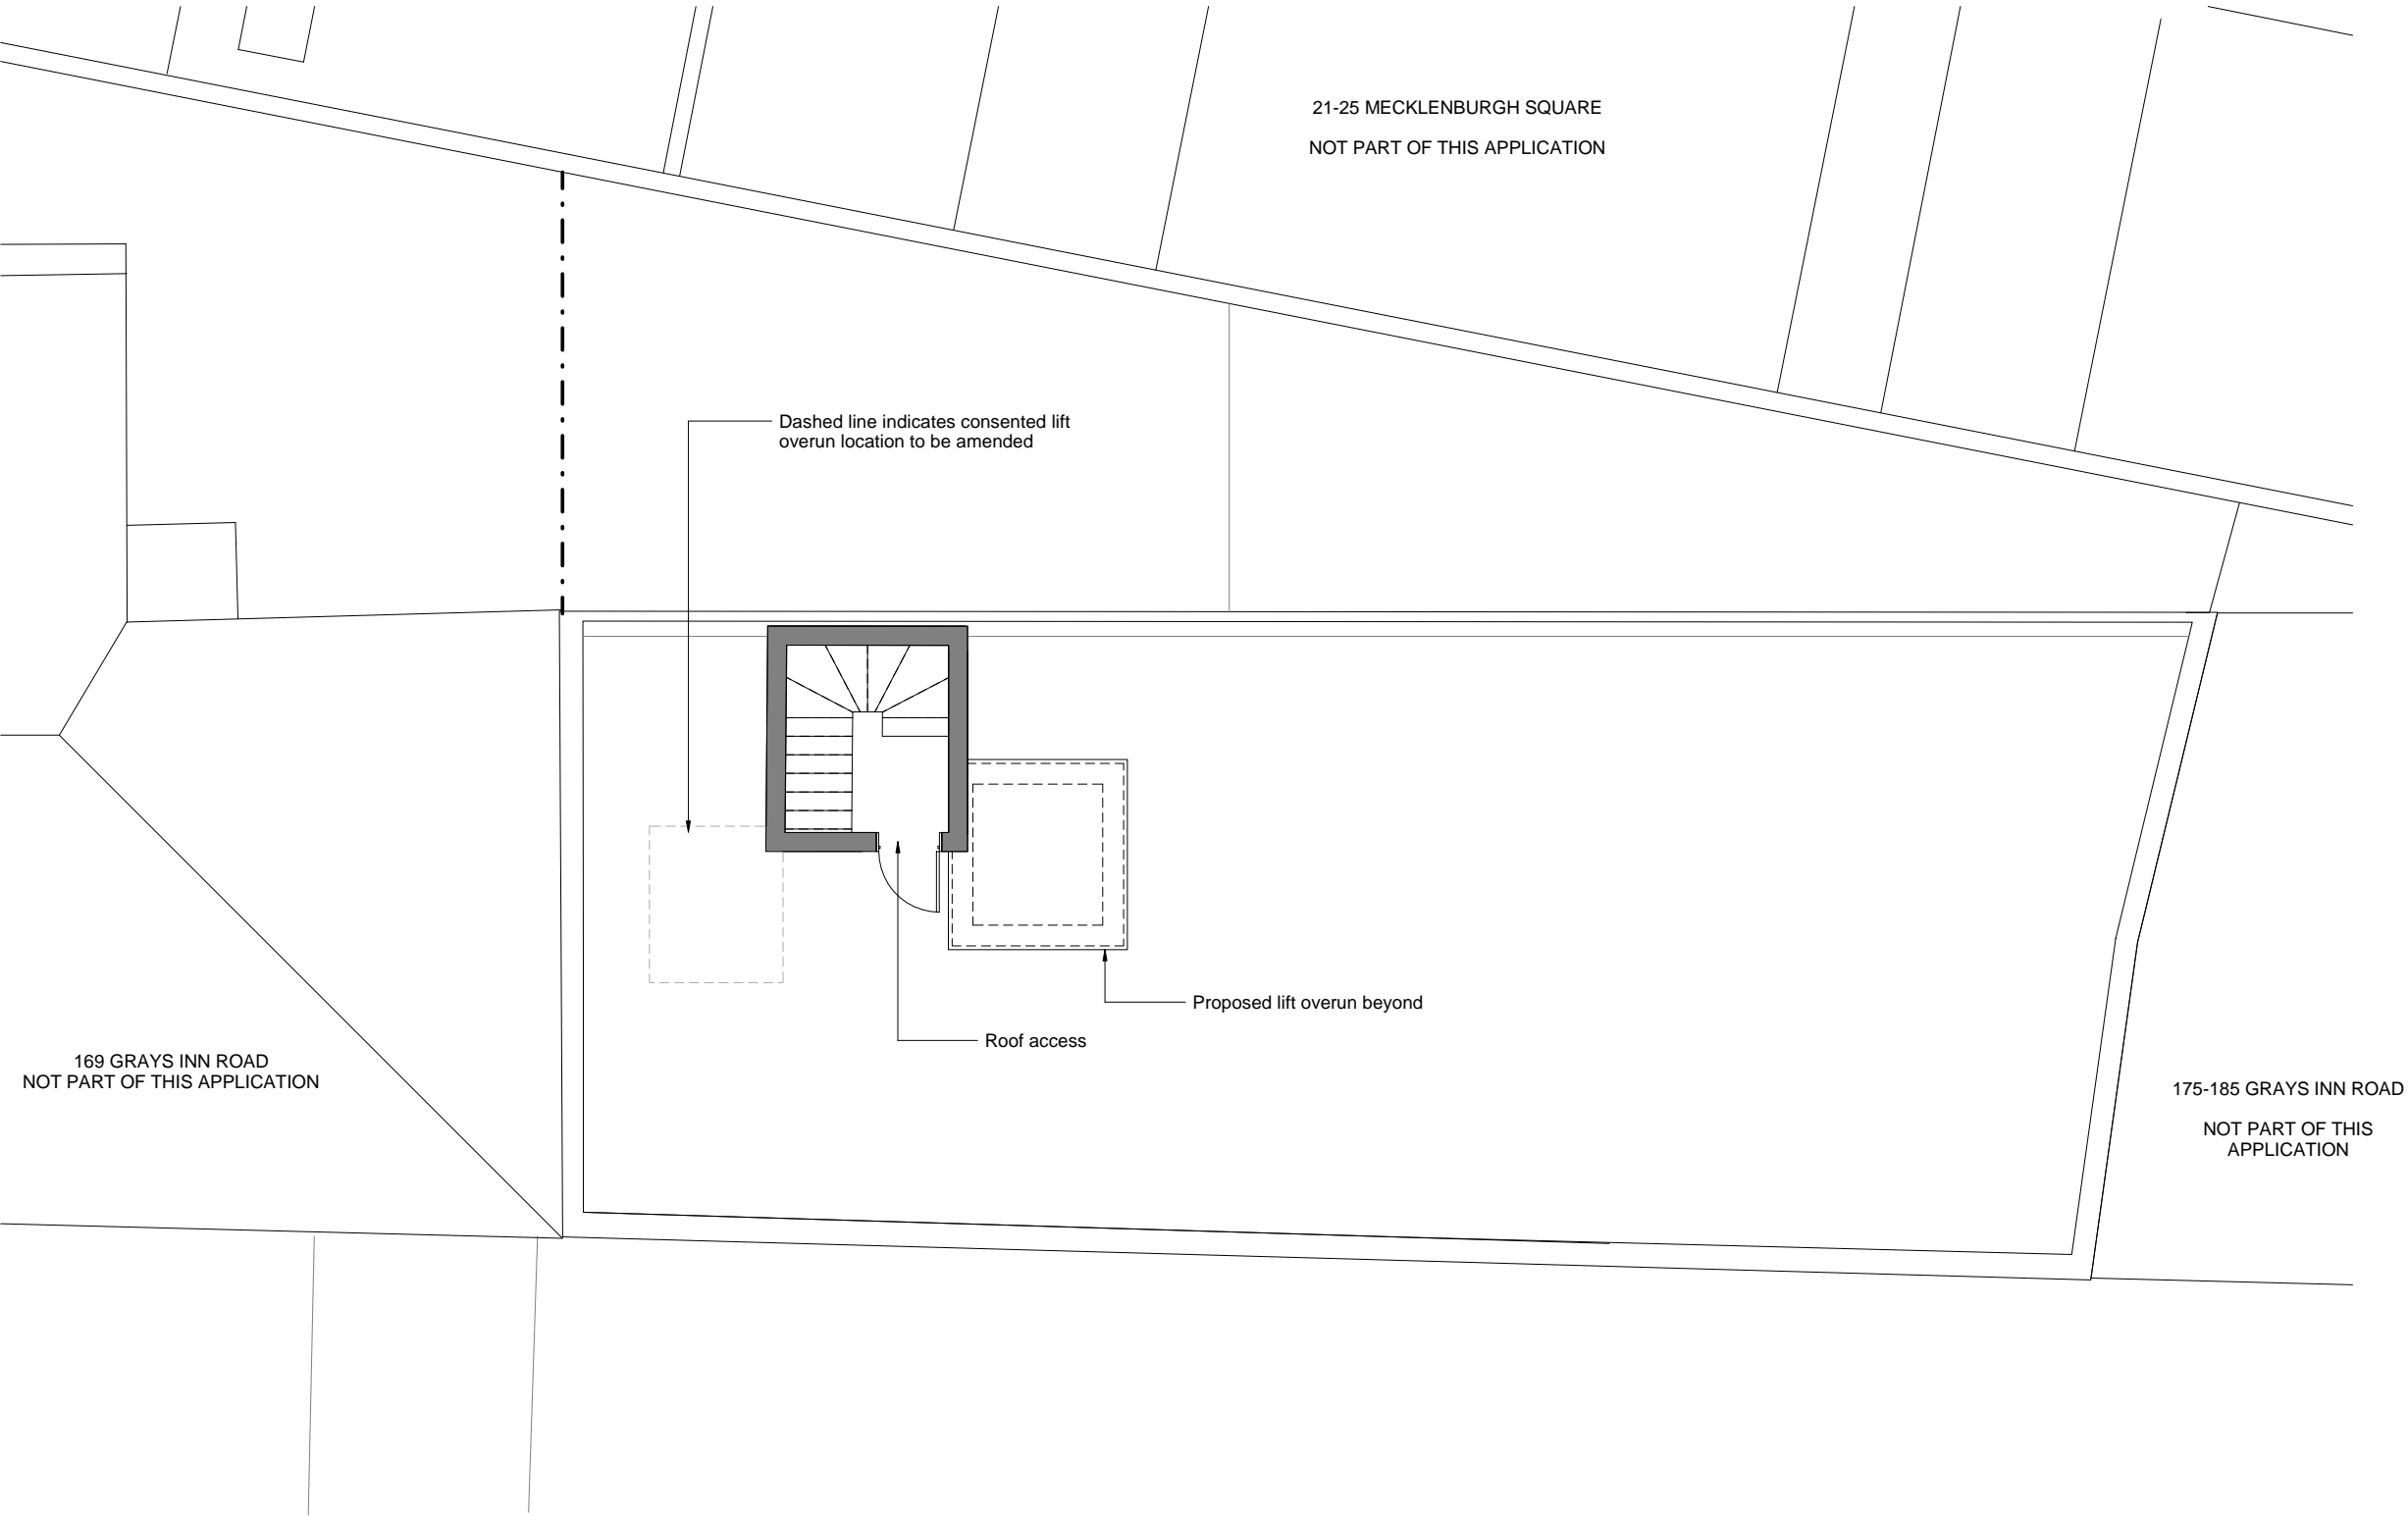 21-25 MECKLENBURGH SQUARE
NOT PART OF THIS APPLICATION
Dashed line indicates consented lift
overun location to be amended
Proposed lift overun beyond
Roof access
169 GRAYS INN ROAD
NOT PART OF THIS APPLICATION
175-185 GRAYS INN ROAD
NOT PART OF THIS
APPLICATION